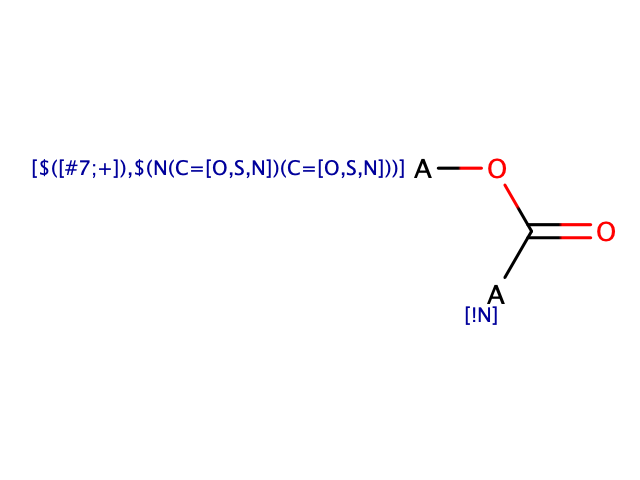 [$([#7;+]),$(N(C=[O,S,N])(C=[O,S,N]))] A O
O
A
[!N]